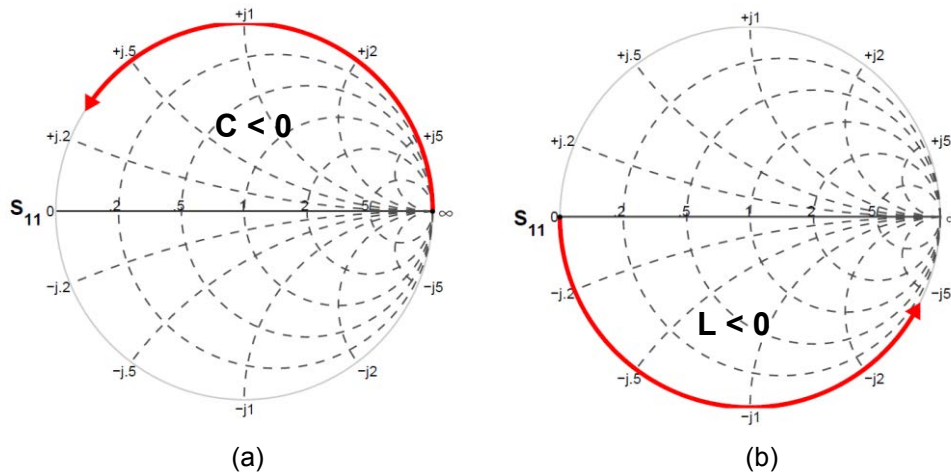 +j1 +j1
+j.5 +j2 +j.5 +j2
C < 0
+j.2 +j5 +j.2 +j5
S11 0 .2 .5 1 2 5 ∞ S11 0 .2 .5 1 2 5
−j.2 −j5 −j.2 −j5
L < 0
−j.5 −j2 −j.5 −j2
−j1 −j1
(a) (b)